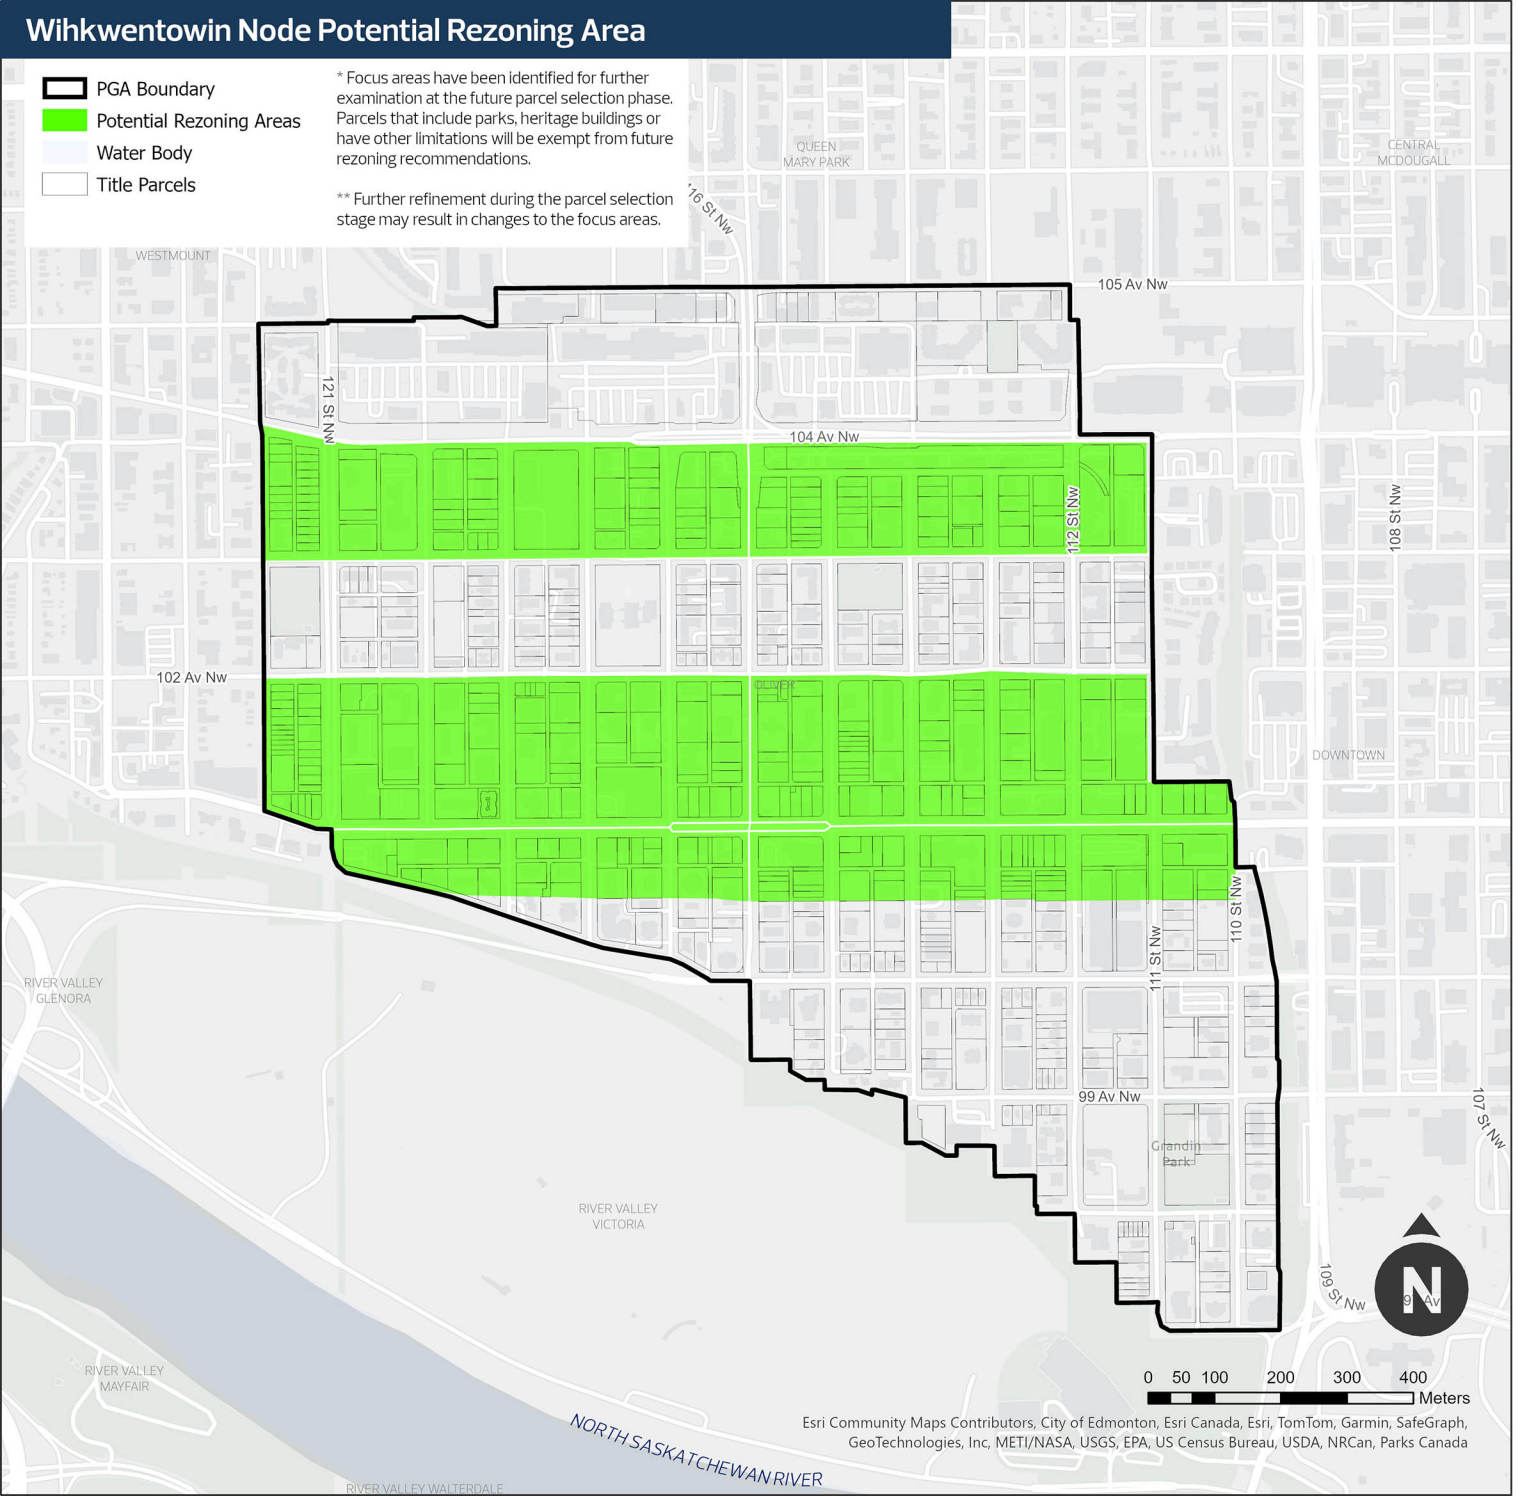 Wihkwentowin Node Potential Rezoning Area
PGA Boundary
Potential Rezoning Areas
Water Body
Title Parcels
* Focus areas have been identified for further
examination at the future parcel selection phase.
Parcels that include parks, heritage buildings or
have other limitations will be exempt from future
rezoning recommendations.
** Further refinement during the parcel selection
stage may result in changes to the focus areas.
QUEEN
MARY PARK
CENTRAL
MCDOUGALL
116 St Nw
WESTMOUNT
105 Av Nw
121 St Nw
104 Av Nw
112 St Nw
108 St Nw
102 Av Nw
OLIVER
DOWNTOWN
110 St Nw
111 St Nw
RIVER VALLEY
GLENORA
99 Av Nw
107 St Nw
Grandin
Park
RIVER VALLEY
VICTORIA
109 St Nw
N
RIVER VALLEY
MAYFAIR
0 50 100 200 300 400
Meters
NORTH SASKATCHEWAN RIVER
Esri Community Maps Contributors, City of Edmonton, Esri Canada, Esri, TomTom, Garmin, SafeGraph,
GeoTechnologies, Inc, METI/NASA, USGS, EPA, US Census Bureau, USDA, NRCan, Parks Canada
RIVER VALLEY WALTERDALE